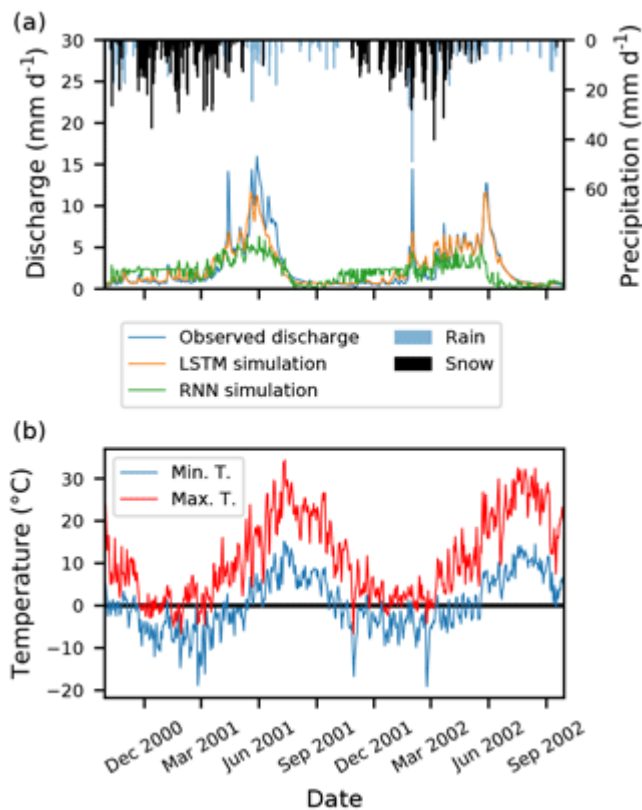 (a)
30
25
20
15
10
5
0
Discharge (mm d⁻¹)
0
20
40
60
Precipitation (mm d⁻¹)
Observed discharge
LSTM simulation
RNN simulation
Rain
Snow
(b)
Min. T.
Max. T.
30
20
10
0
−10
−20
Temperature (°C)
Dec 2000
Mar 2001
Jun 2001
Sep 2001
Dec 2001
Mar 2002
Jun 2002
Sep 2002
Date